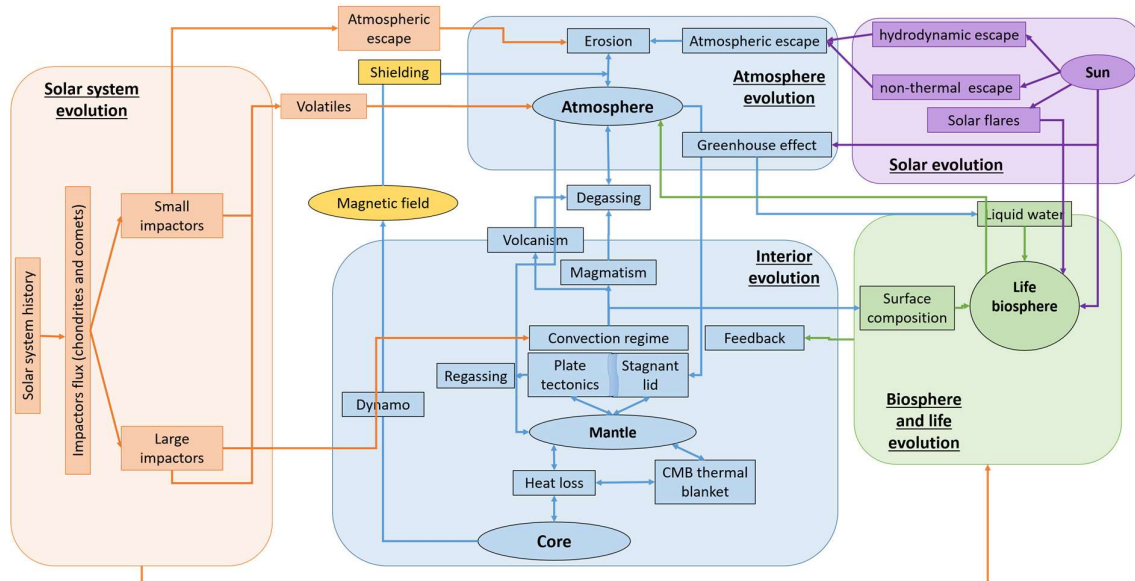 Solar system
evolution
Solar system history
Impactors flux (chondrites and comets)
Small
impactors
Large
impactors
Atmospheric
escape
Shielding
Volatiles
Magnetic field
Dynamo
Erosion
Atmospheric escape
Atmosphere
evolution
Atmosphere
Greenhouse effect
Degassing
hydrodynamic escape
Sun
non-thermal escape
Solar flares
Solar evolution
Volcanism
Magmatism
Interior
evolution
Convection regime
Plate
tectonics
Stagnant
lid
Regassing
Mantle
Heat loss
CMB thermal
blanket
Core
Feedback
Liquid water
Surface
composition
Life
biosphere
Biosphere
and life
evolution